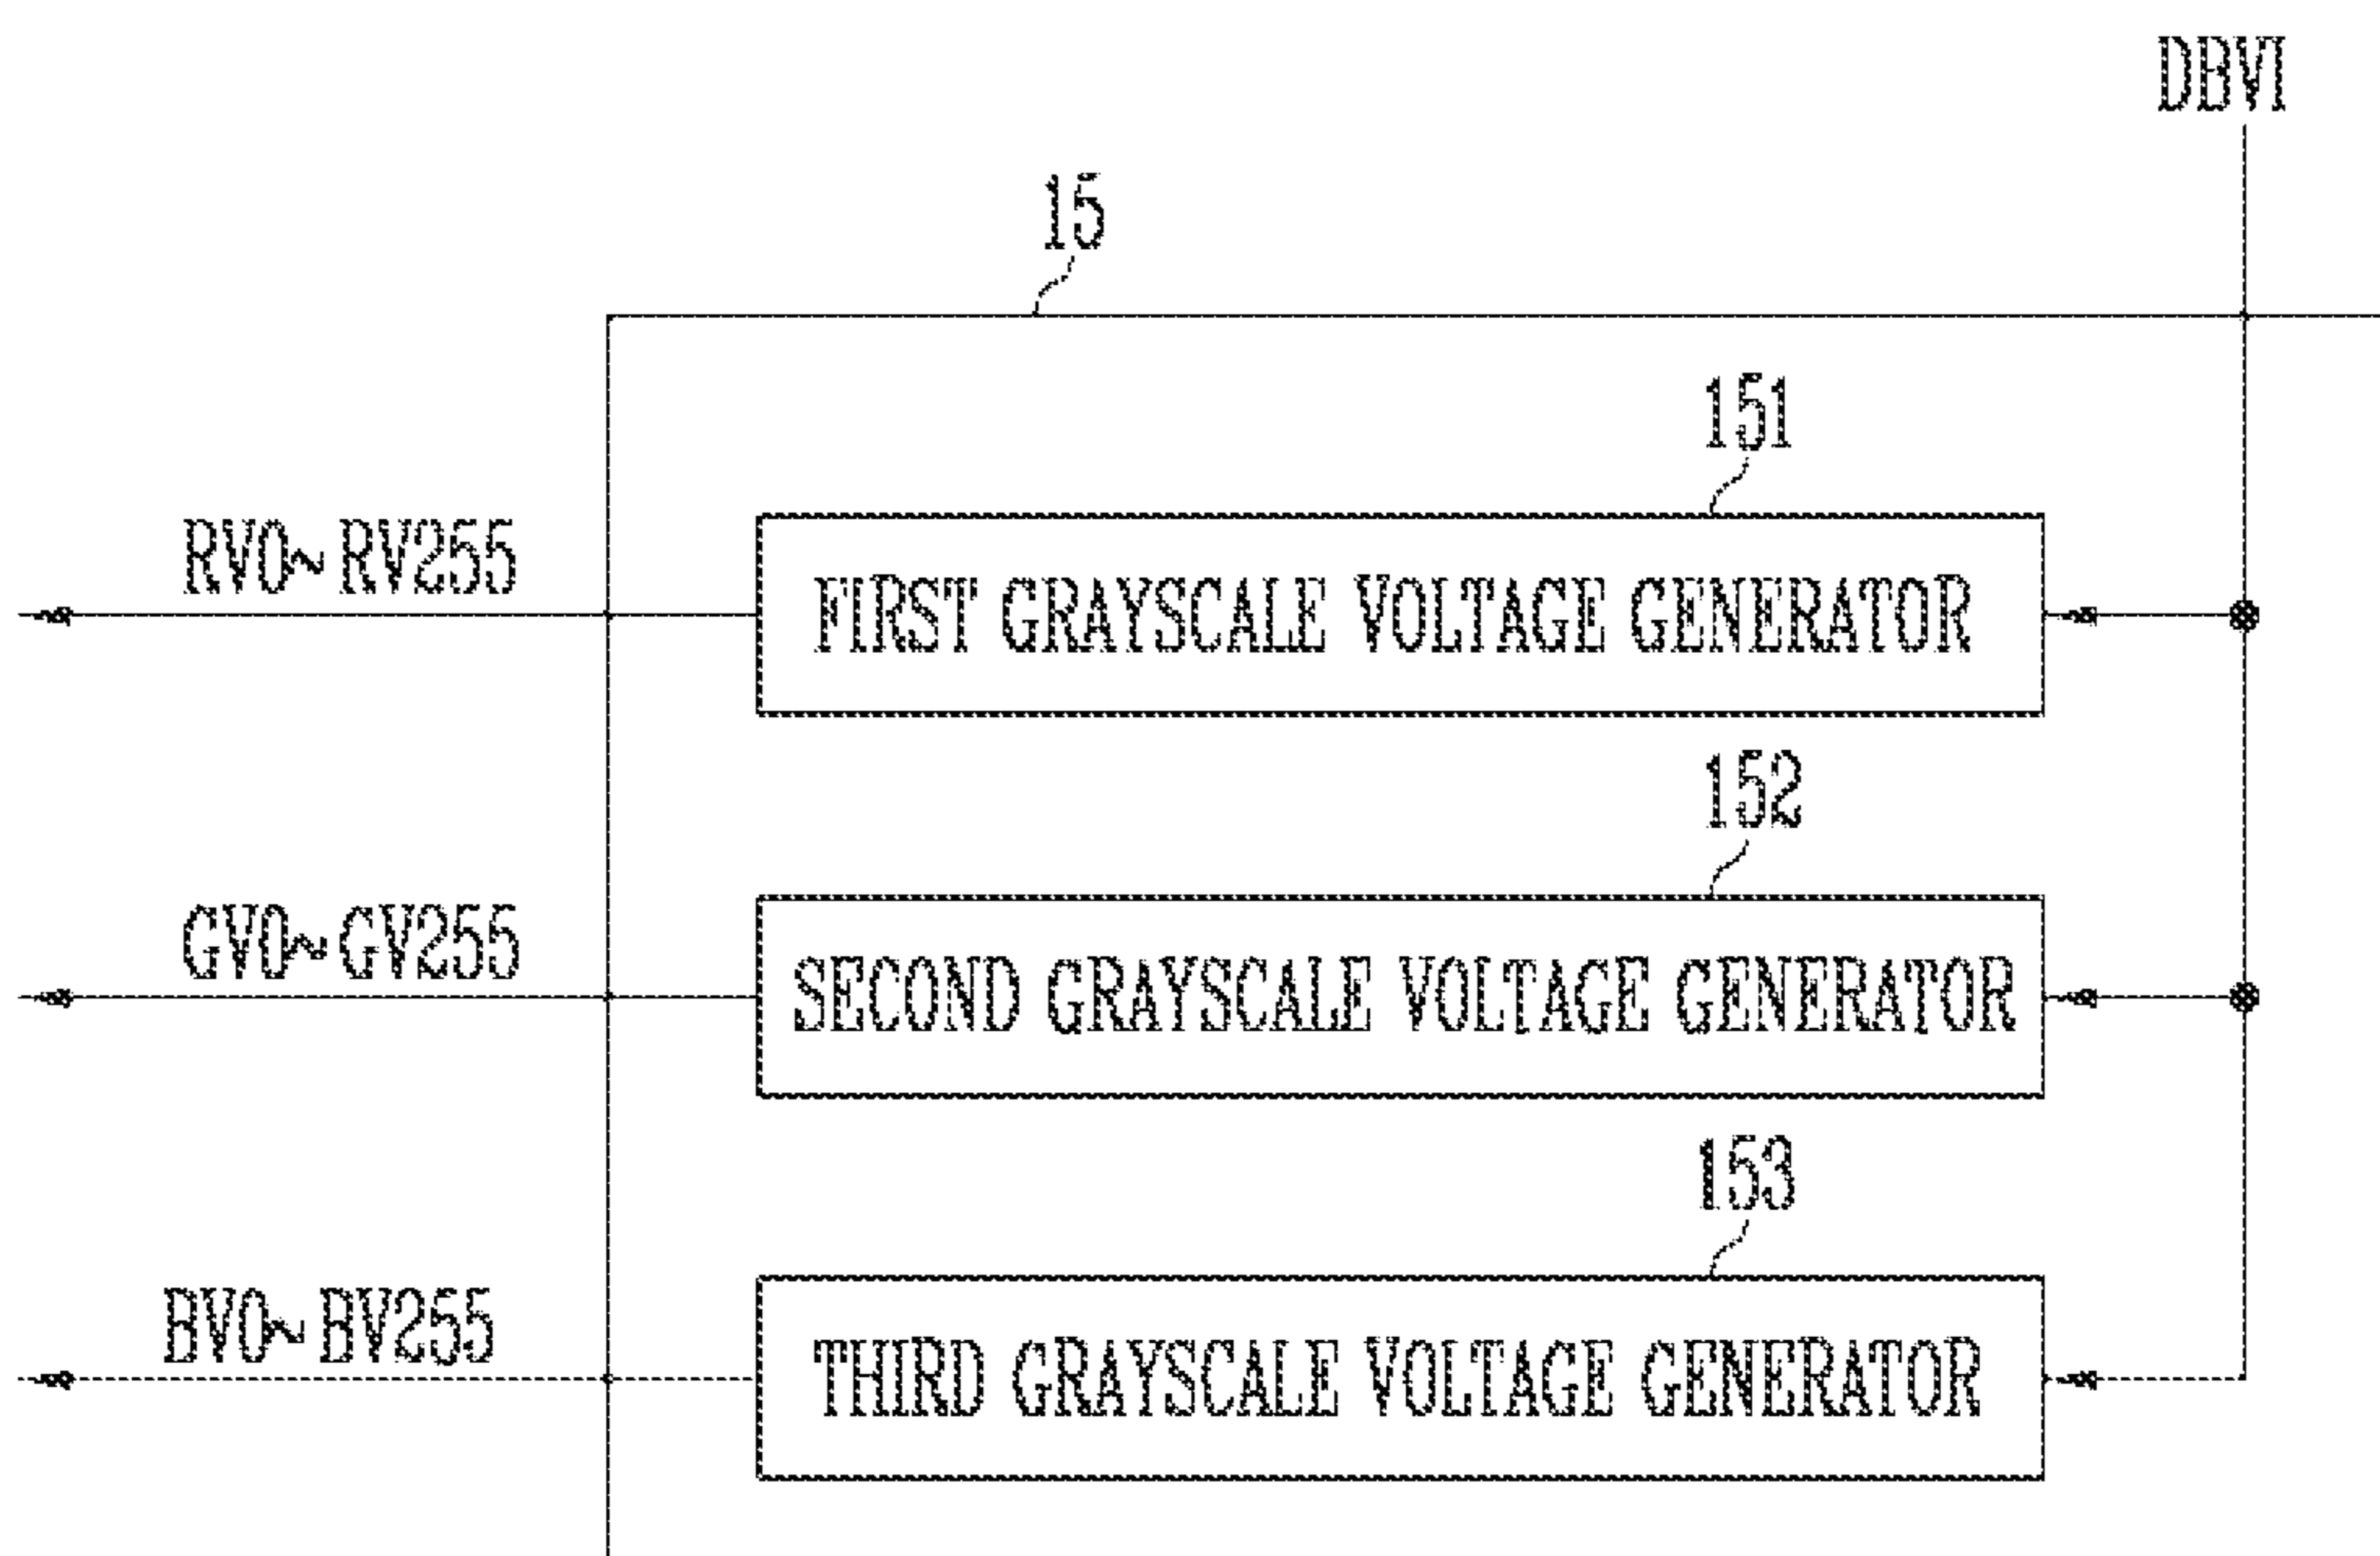 DBVI
15
151
RV0~RV255
FIRST GRAYSCALE VOLTAGE GENERATOR
152
GV0~GV255
SECOND GRAYSCALE VOLTAGE GENERATOR
153
BV0~BV255
THIRD GRAYSCALE VOLTAGE GENERATOR